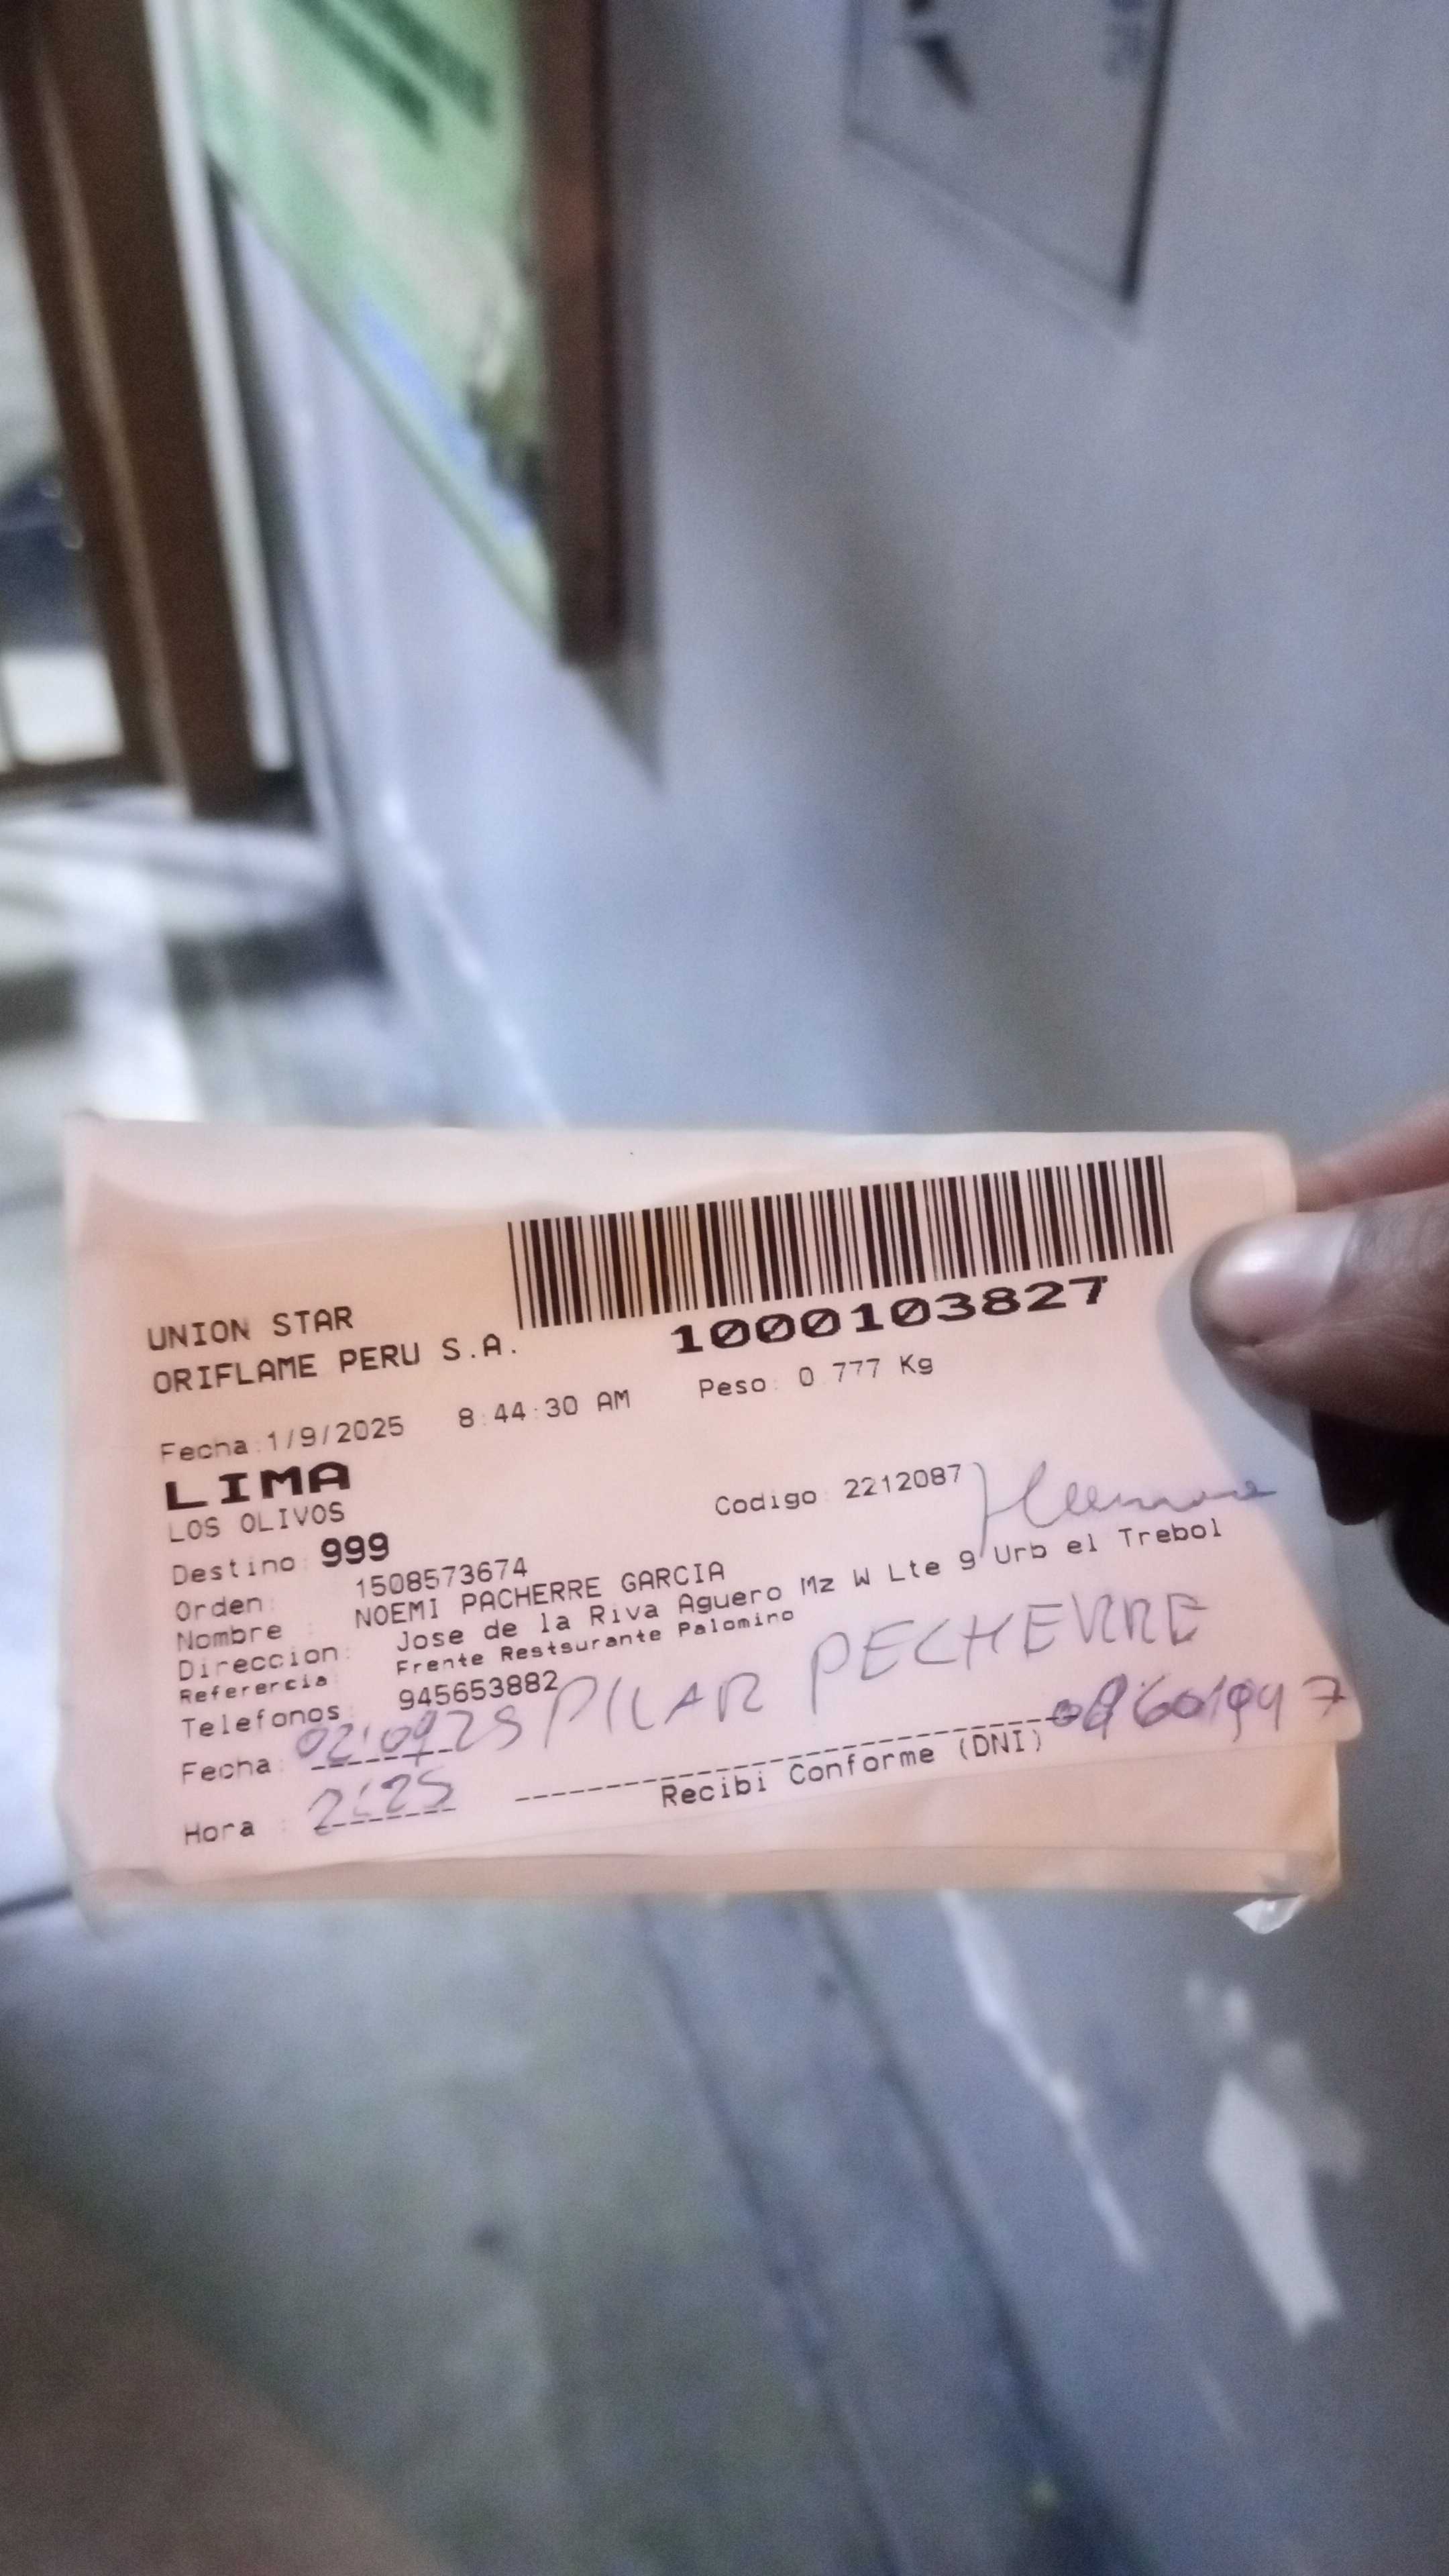 1000103827
UNION STAR
ORIFLAME PERU S.A.
Fecha:1/9/2025 8:44:30 AM Peso: 0.777 Kg
LIMA
LOS OLIVOS Codigo: 2212087
Destino: 999
Orden: 1508573674
Nombre : NOEMI PACHERRE GARCIA
Direccion: Jose de la Riva Aguero Mz W Lte 9 Urb el Trebol
Referercia: Frente Restsurante Palomino
Telefonos: 945653882
PILAR PECHERRE
Fecha: 02:09:25
Recibi Conforme (DNI)
Hora : 2:25